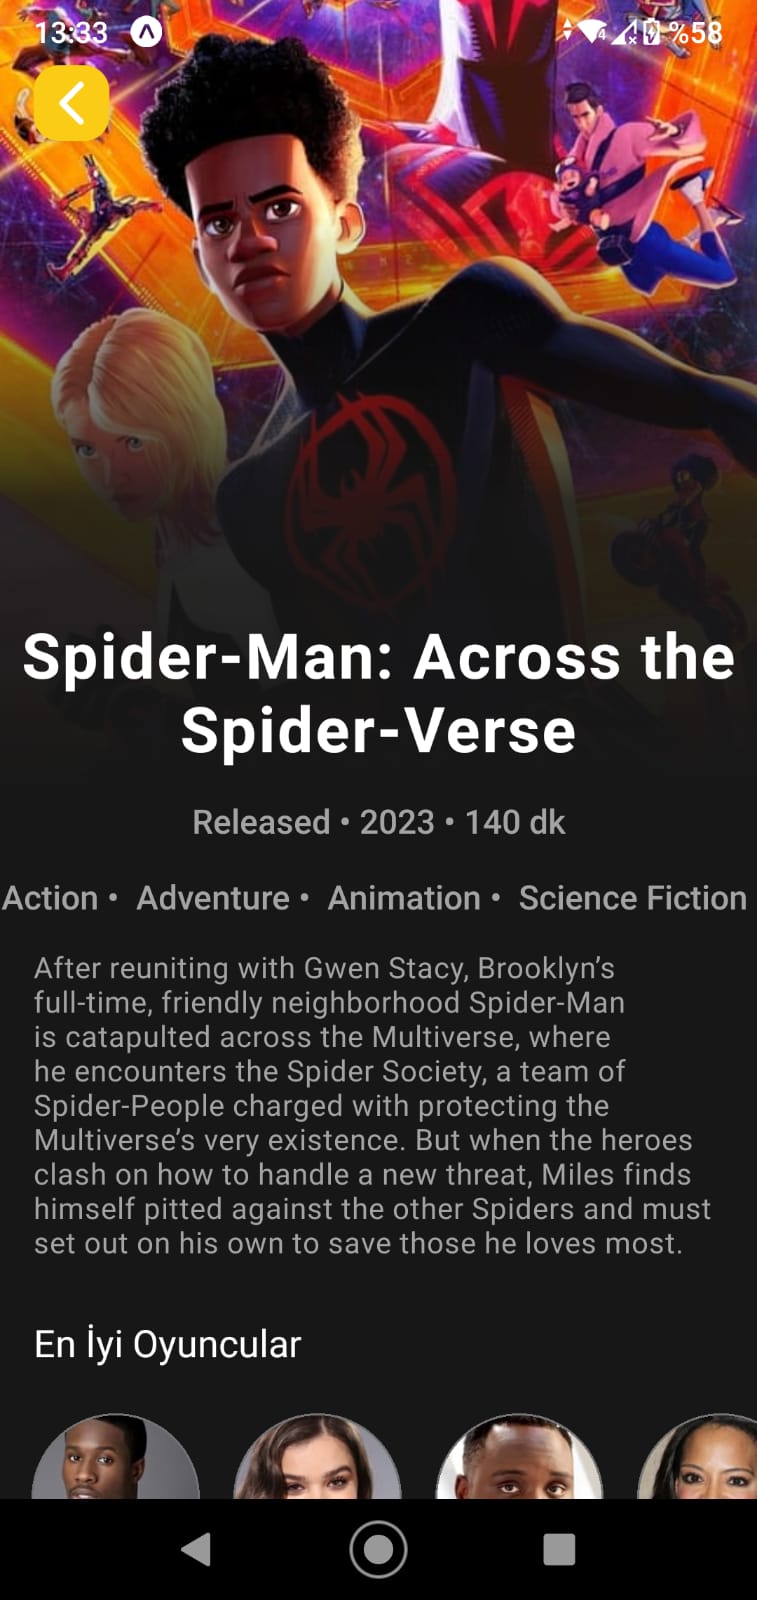 13:33 %58
Spider-Man: Across the
Spider-Verse
Released • 2023 • 140 dk
Action • Adventure • Animation • Science Fiction
After reuniting with Gwen Stacy, Brooklyn’s
full-time, friendly neighborhood Spider-Man
is catapulted across the Multiverse, where
he encounters the Spider Society, a team of
Spider-People charged with protecting the
Multiverse’s very existence. But when the heroes
clash on how to handle a new threat, Miles finds
himself pitted against the other Spiders and must
set out on his own to save those he loves most.
En İyi Oyuncular